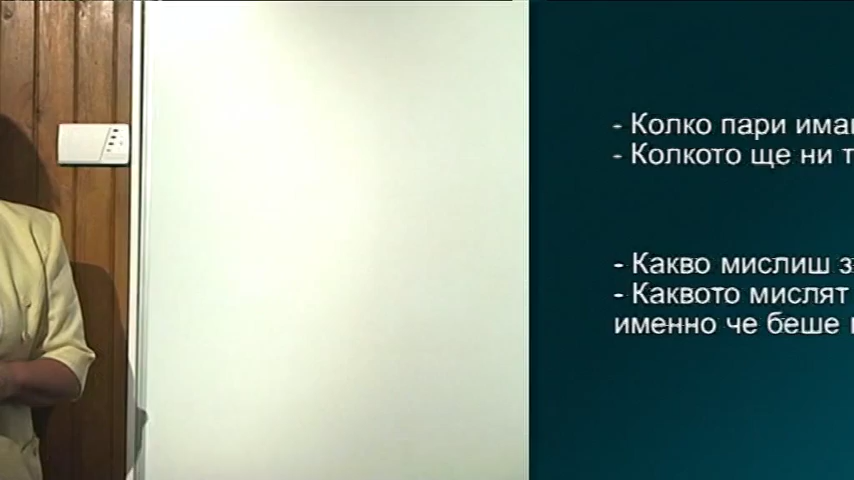 - Колко пари
- Колкото ще ни
- Какво мислиш
- Каквото мислят
именно че беше